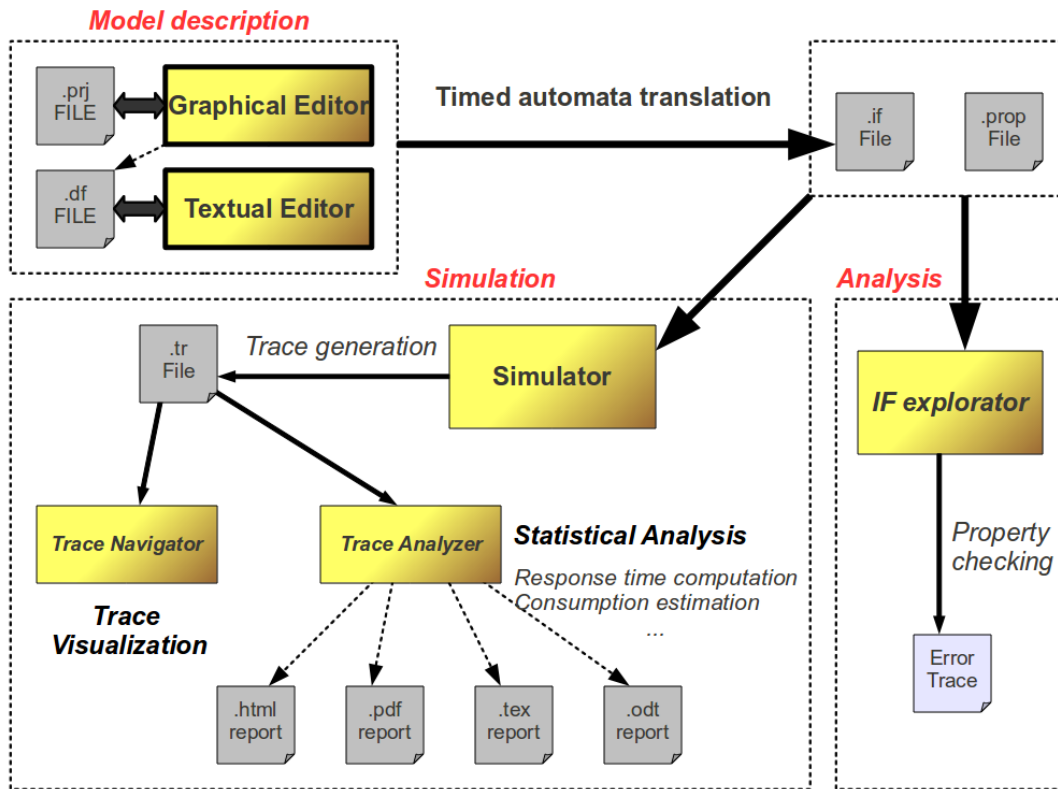 Model description
.prj
FILE
Graphical Editor
.df
FILE
Textual Editor
Timed automata translation
.if
File
.prop
File
Simulation
Analysis
.tr
File
Trace generation
Simulator
IF explorator
Trace Navigator
Trace Analyzer
Statistical Analysis
Response time computation
Consumption estimation
...
Trace
Visualization
Property
checking
.html
report
.pdf
report
.tex
report
.odt
report
Error
Trace